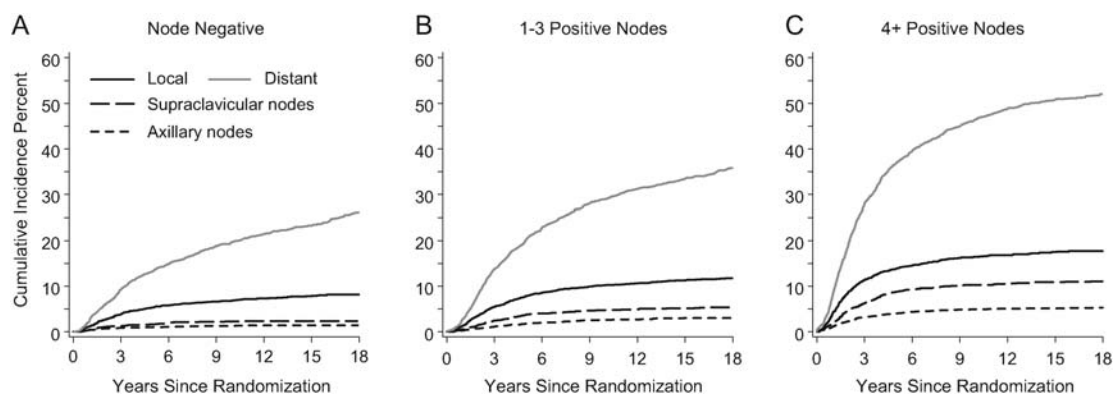 A Node Negative
B 1-3 Positive Nodes
C 4+ Positive Nodes
Cumulative Incidence Percent
60
50
40
30
20
10
0
Local Distant
Supraclavicular nodes
Axillary nodes
0 3 6 9 12 15 18
Years Since Randomization
60
50
40
30
20
10
0
0 3 6 9 12 15 18
Years Since Randomization
60
50
40
30
20
10
0
0 3 6 9 12 15 18
Years Since Randomization